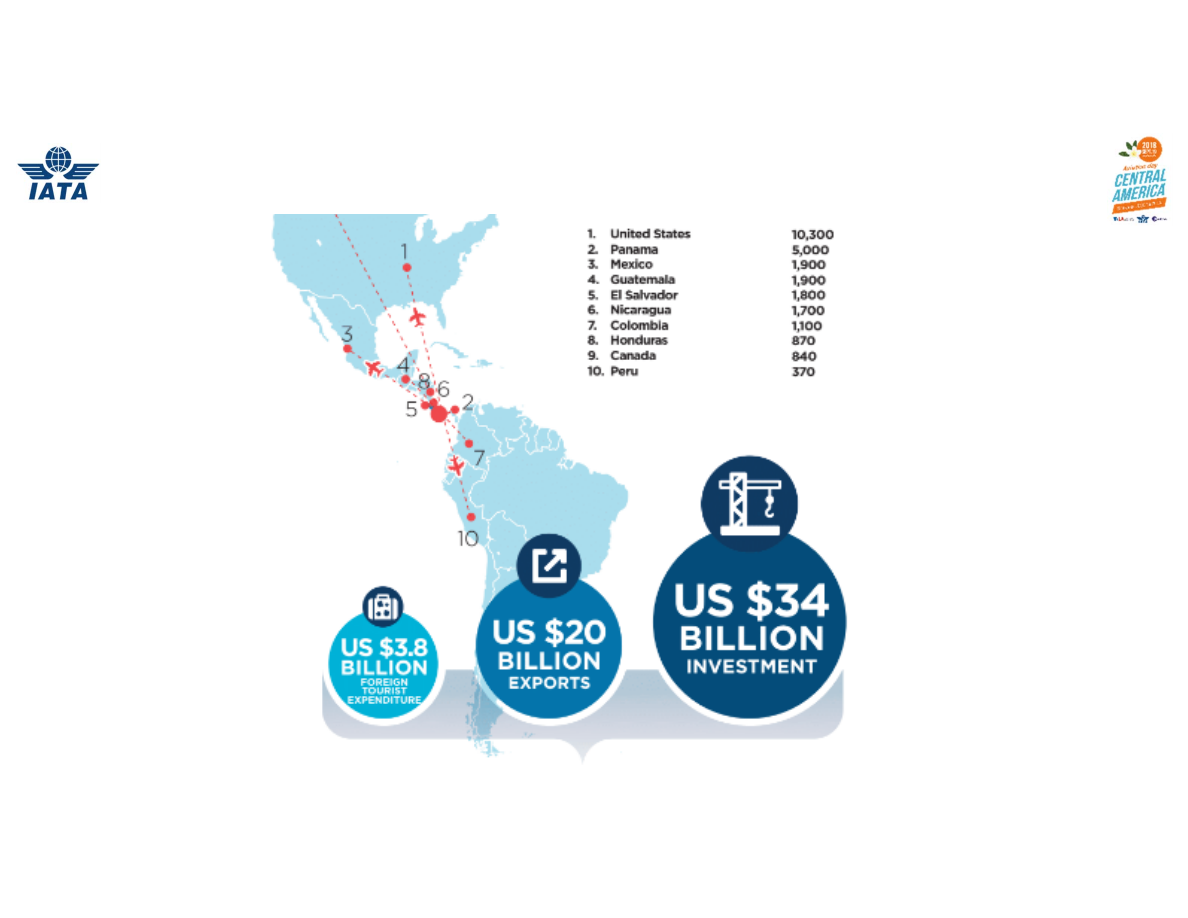 IATA
2018
Aviation day
CENTRAL
AMERICA
1. United States 10,300
2. Panama 5,000
3. Mexico 1,900
4. Guatemala 1,900
5. El Salvador 1,800
6. Nicaragua 1,700
7. Colombia 1,100
8. Honduras 870
9. Canada 840
10. Peru 370
1
3
4
8
6
5
2
7
10
US $3.8
BILLION
FOREIGN
TOURIST
EXPENDITURE
US $20
BILLION
EXPORTS
US $34
BILLION
INVESTMENT